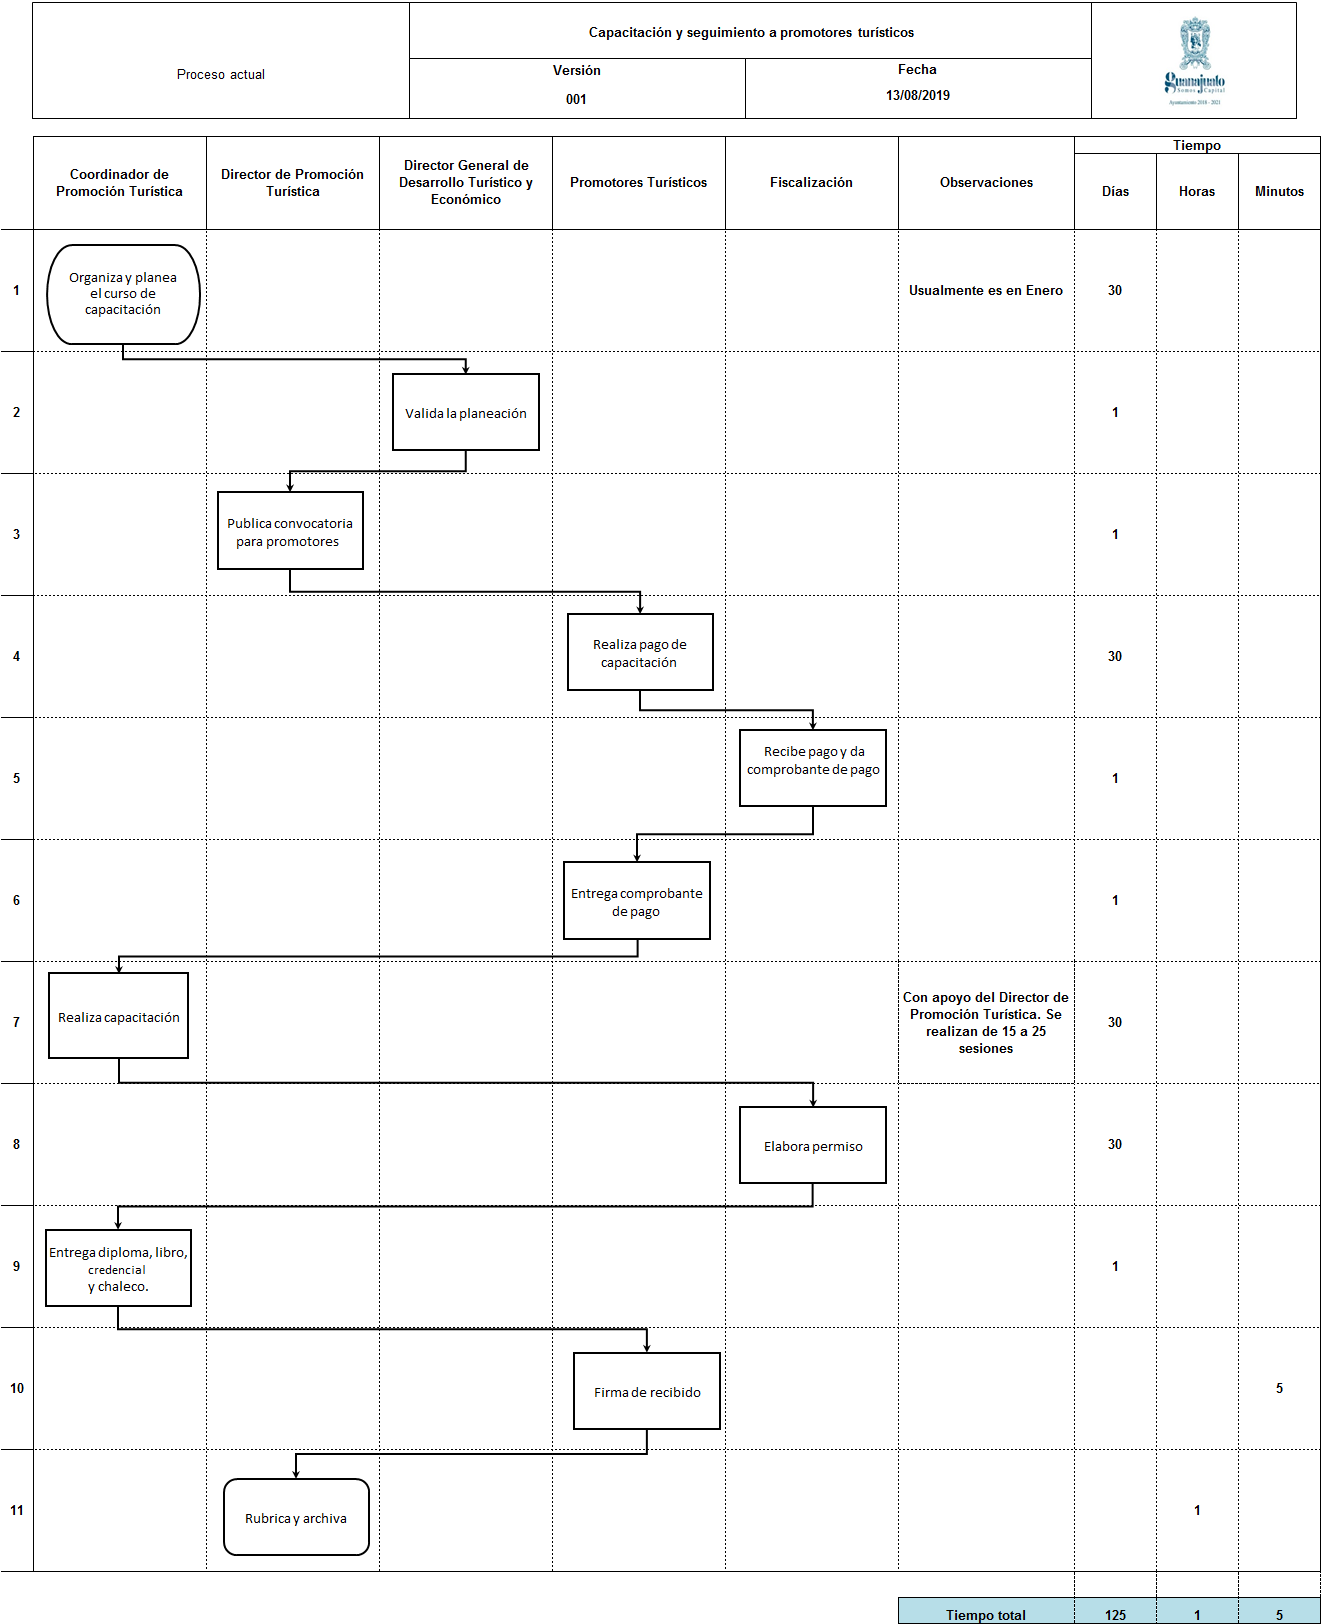 Proceso actual
Capacitación y seguimiento a promotores turísticos
Versión
001
Fecha
13/08/2019
guanajuato
Somos Capital
Ayuntamiento 2018 - 2021
Coordinador de
Promoción Turística
Director de Promoción
Turística
Director General de
Desarrollo Turístico y
Económico
Promotores Turísticos
Fiscalización
Observaciones
Tiempo
Días
Horas
Minutos
1
Organiza y planea
el curso de
capacitación
Usualmente es en Enero
30
2
Valida la planeación
1
3
Publica convocatoria
para promotores
1
4
Realiza pago de
capacitación
30
5
Recibe pago y da
comprobante de pago
1
6
Entrega comprobante
de pago
1
7
Realiza capacitación
Con apoyo del Director de
Promoción Turística. Se
realizan de 15 a 25
sesiones
30
8
Elabora permiso
30
9
Entrega diploma, libro,
credencial
y chaleco.
1
10
Firma de recibido
5
11
Rubrica y archiva
1
Tiempo total
125
1
5